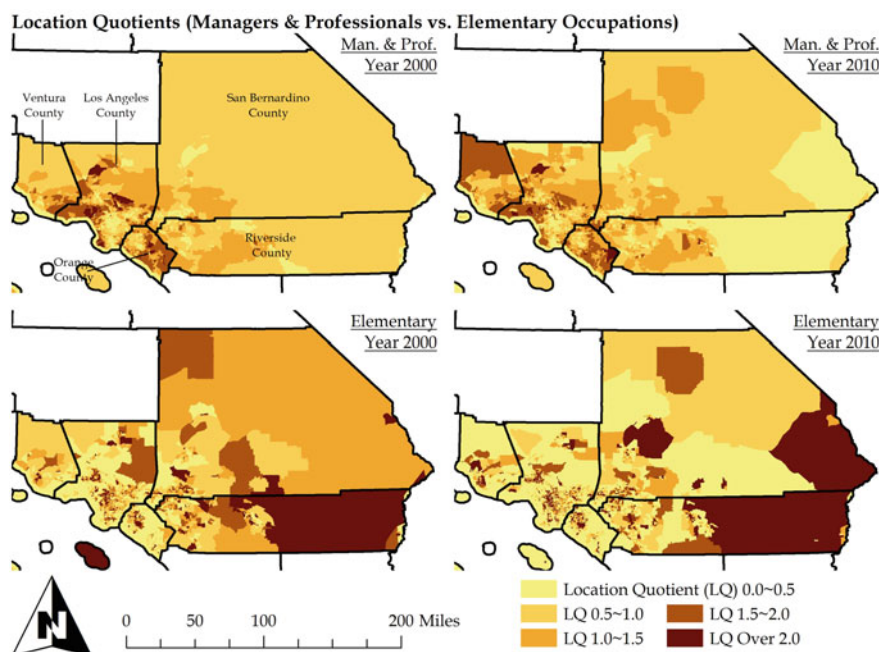 Location Quotients (Managers & Professionals vs. Elementary Occupations)
Man. & Prof.
Year 2000
Man. & Prof.
Year 2010
Ventura
County
Los Angeles
County
San Bernardino
County
Riverside
County
Orange
County
Elementary
Year 2000
Elementary
Year 2010
N
0 50 100 200 Miles
Location Quotient (LQ) 0.0~0.5
LQ 0.5~1.0
LQ 1.5~2.0
LQ 1.0~1.5
LQ Over 2.0